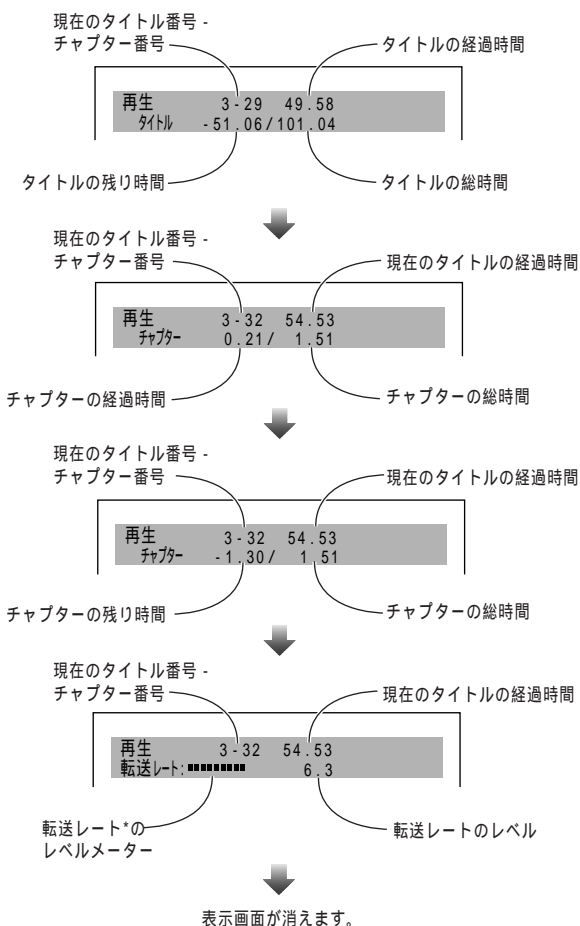 現在のタイトル番号 -
チャプター番号
タイトルの経過時間
再生 3-29 49.58
タイトル -51.06/101.04
タイトルの残り時間
タイトルの総時間
現在のタイトル番号 -
チャプター番号
現在のタイトルの経過時間
再生 3-32 54.53
チャプター 0.21/ 1.51
チャプターの経過時間
チャプターの総時間
現在のタイトル番号 -
チャプター番号
現在のタイトルの経過時間
再生 3-32 54.53
チャプター -1.30/ 1.51
チャプターの残り時間
チャプターの総時間
現在のタイトル番号 -
チャプター番号
現在のタイトルの経過時間
再生 3-32 54.53
転送レート: 6.3
転送レート*の
レベルメーター
転送レートのレベル
表示画面が消えます。